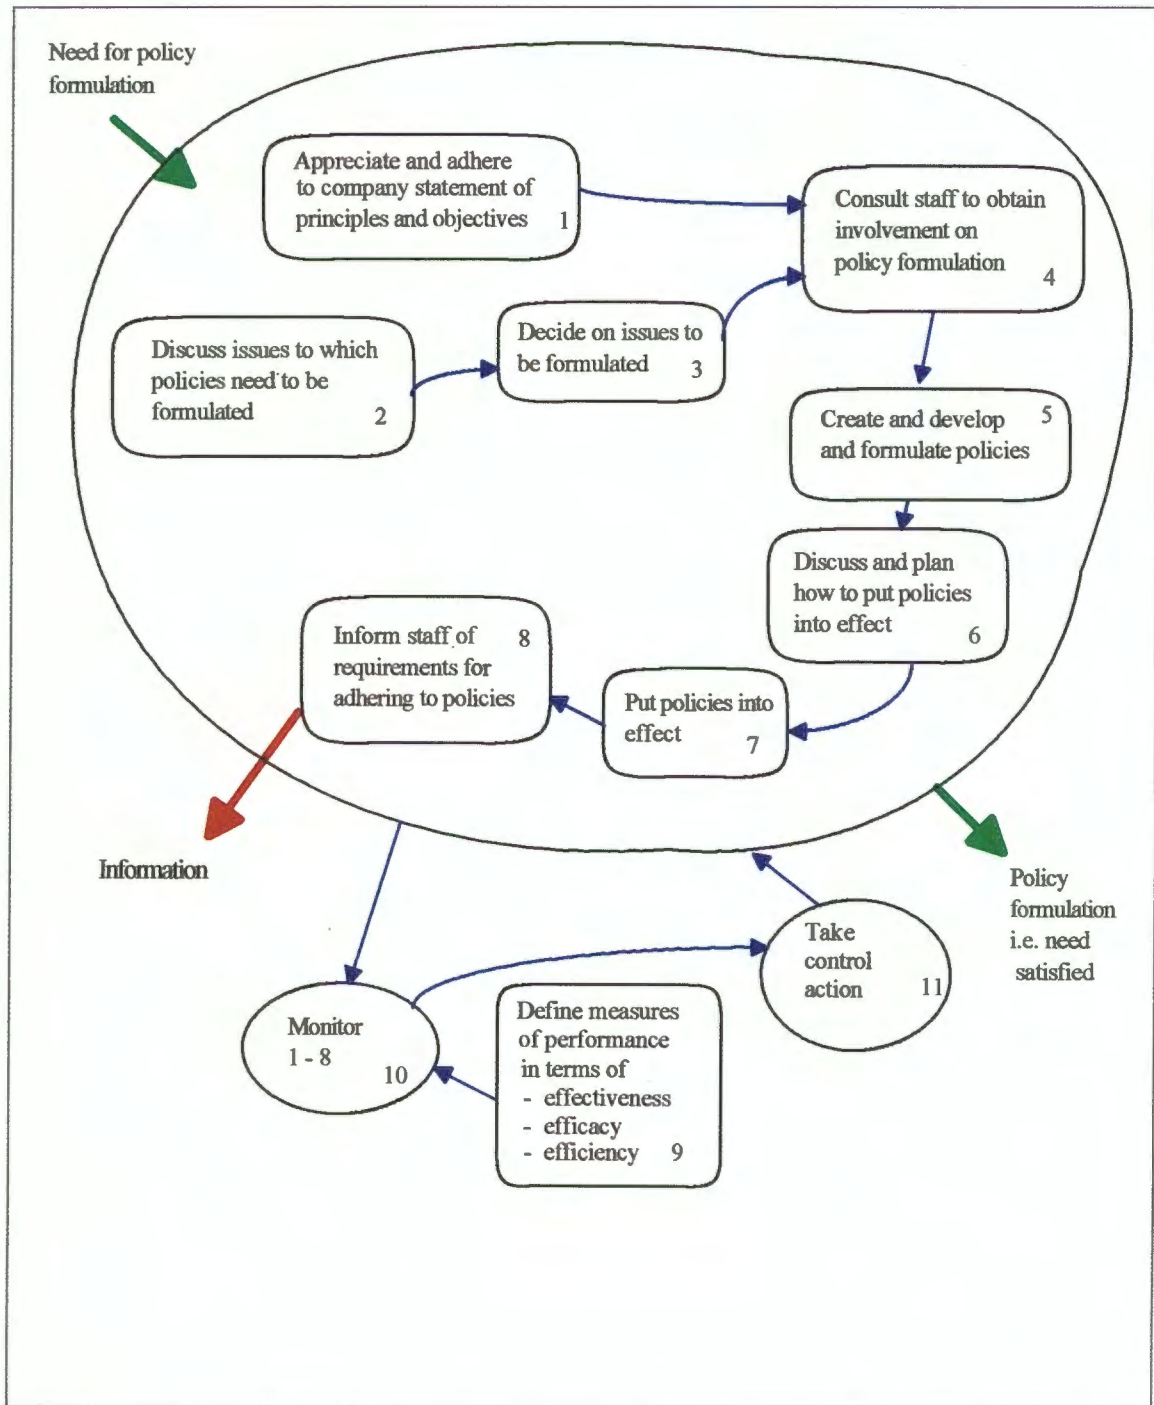 Need for policy
formulation
Appreciate and adhere
to company statement of
principles and objectives 1
Consult staff to obtain
involvement on
policy formulation
4
Discuss issues to which
policies need to be
formulated 2
Decide on issues to
be formulated 3
5
Create and develop
and formulate policies
Discuss and plan
how to put policies
into effect 6
Inform staff of 8
requirements for
adhering to policies
Put policies into
effect 7
Information
Policy
formulation
i.e. need
satisfied
Take
control
action 11
Monitor
1 - 8
10
Define measures
of performance
in terms of
- effectiveness
- efficacy
- efficiency 9